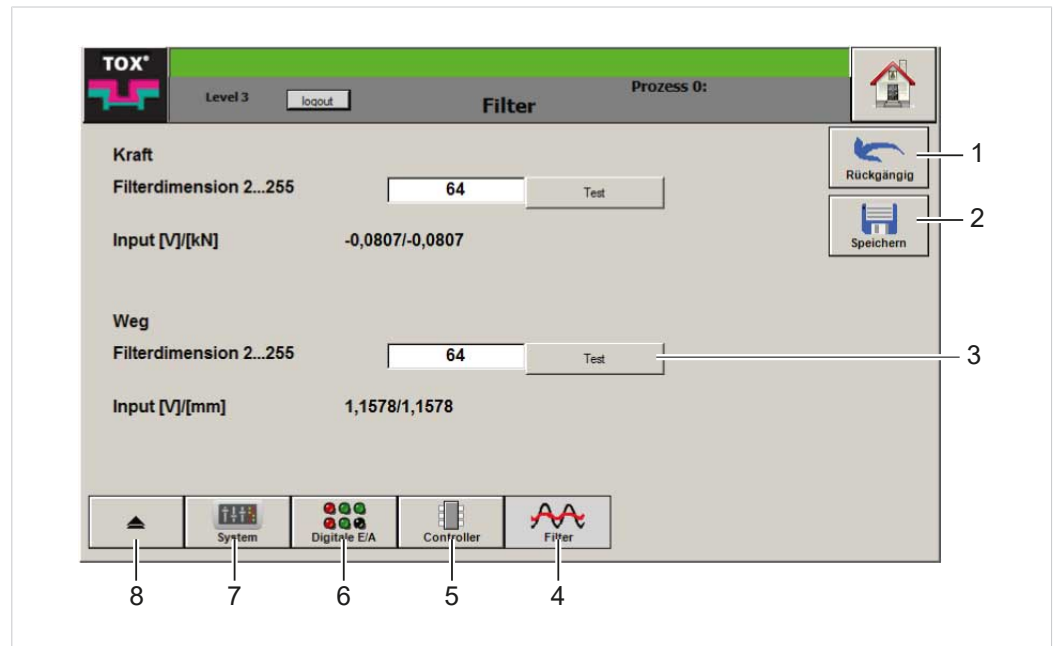 TOX®
Level 3
logout
Filter
Prozess 0:
Kraft
Filterdimension 2...255
64
Test
Input [V]/[kN]
-0,0807/-0,0807
Rückgängig
1
Speichern
2
Weg
Filterdimension 2...255
64
Test
3
Input [V]/[mm]
1,1578/1,1578
System
Digitale E/A
Controller
Filter
8
7
6
5
4